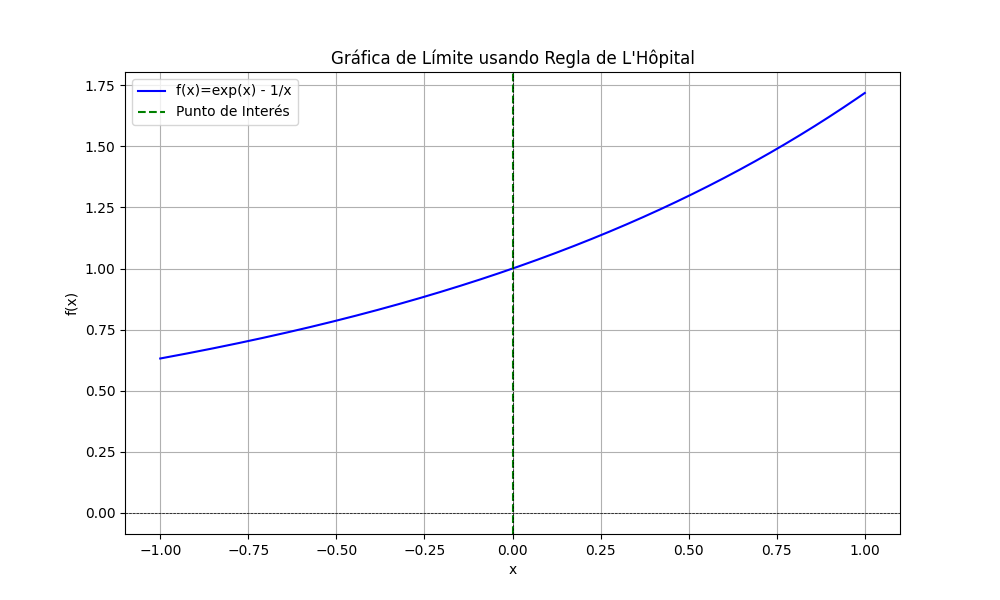 Gráfica de Límite usando Regla de L'Hôpital
f(x)=exp(x) - 1/x
Punto de Interés
1.75
1.50
1.25
1.00
0.75
0.50
0.25
0.00
f(x)
−1.00 −0.75 −0.50 −0.25 0.00 0.25 0.50 0.75 1.00
x